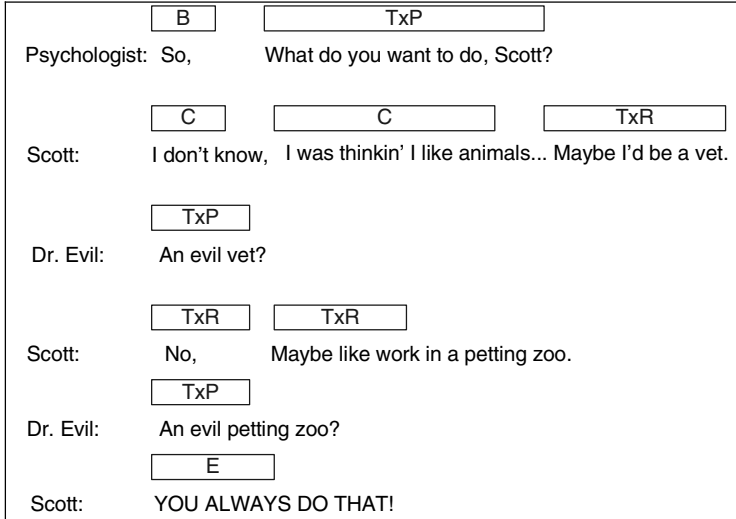 B TxP
Psychologist: So, What do you want to do, Scott?
C C TxR
Scott: I don't know, I was thinkin' I like animals... Maybe I'd be a vet.
TxP
Dr. Evil: An evil vet?
TxR TxR
Scott: No, Maybe like work in a petting zoo.
TxP
Dr. Evil: An evil petting zoo?
E
Scott: YOU ALWAYS DO THAT!